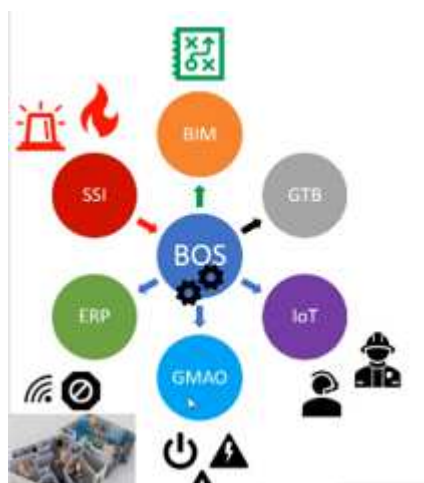 BIM
SSI
GTB
BOS
ERP
IoT
GMAO